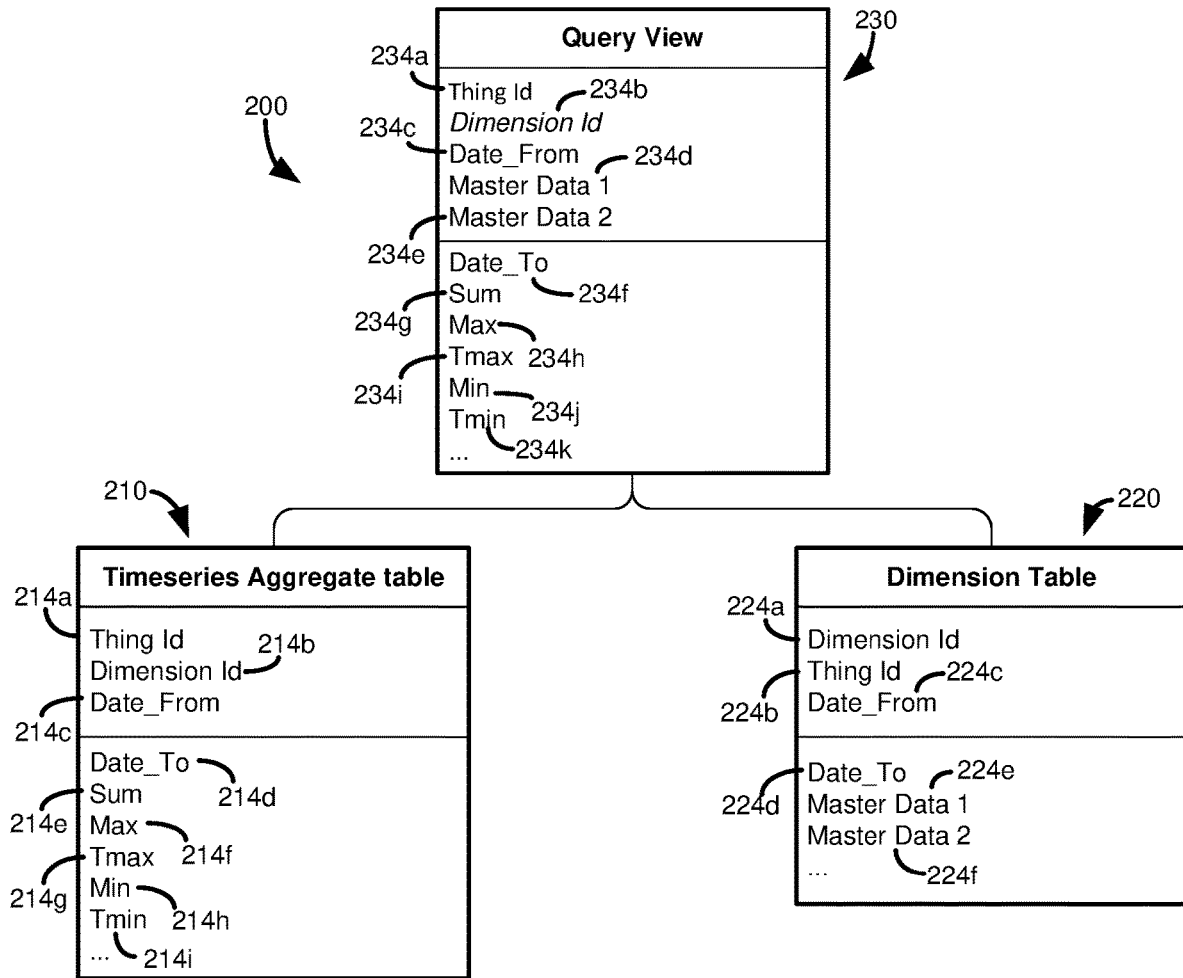 Query View
230
234a
Thing Id
234b
200
Dimension Id
234c
Date_From
234d
Master Data 1
Master Data 2
234e
Date_To
234f
Sum
234g
Max
234h
Tmax
234i
Min
234j
Tmin
234k
...
210
220
Timeseries Aggregate table
214a
Thing Id
214b
Dimension Id
Date_From
214c
Date_To
214d
Sum
214e
Max
214f
Tmax
214g
Min
214h
Tmin
...
214i
Dimension Table
224a
Dimension Id
Thing Id
224c
224b
Date_From
Date_To
224e
224d
Master Data 1
Master Data 2
...
224f